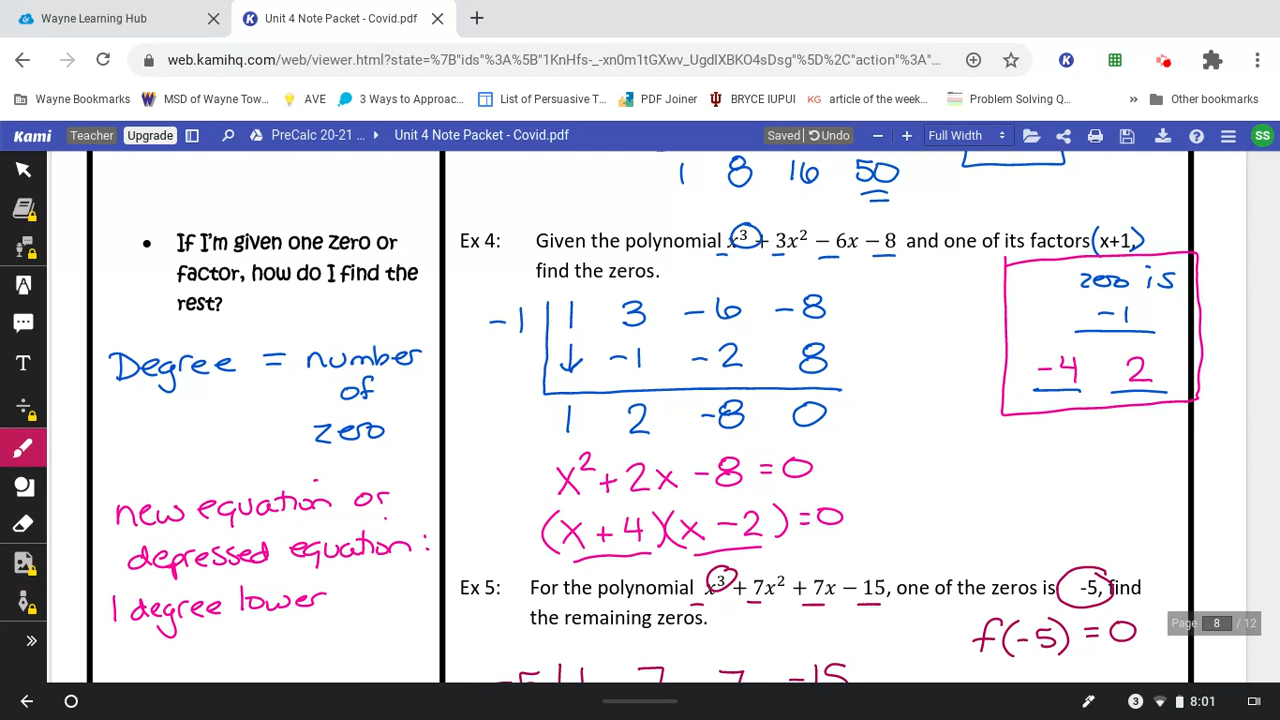 Wayne Learning Hub
Unit 4 Note Packet - Covid.pdf
web.kamihq.com/web/viewer.html?state=%7B"ids"%3A%5B"1KnHfs-_-xn0m1tGXwv_UgdIXBKO4sDsg"%5D%2C"action"%3A"...
Wayne Bookmarks
MSD of Wayne Tow...
AVE
3 Ways to Approac...
List of Persuasive T...
PDF Joiner
BRYCE IUPUI
KG article of the week...
Problem Solving Q...
»
Other bookmarks
Kami Teacher Upgrade
PreCalc 20-21 ...
Unit 4 Note Packet - Covid.pdf
Saved Undo
Full Width
SS
1 8 16 50
• If I'm given one zero or
factor, how do I find the
rest?
Degree = number
of
zero
new equation or
depressed equation:
1 degree lower
Ex 4: Given the polynomial x³ + 3x² − 6x − 8 and one of its factors (x+1,)
find the zeros.
zero is
-1
-4 2
-1 1 3 -6 -8
↓ -1 -2 8
1 2 -8 0
x² + 2x - 8 = 0
(x + 4)(x - 2) = 0
Ex 5: For the polynomial x³ + 7x² + 7x − 15, one of the zeros is -5, find
the remaining zeros.
f(-5) = 0
-5 1 7 7 -15
Page 8 / 12
T
»
3 8:01